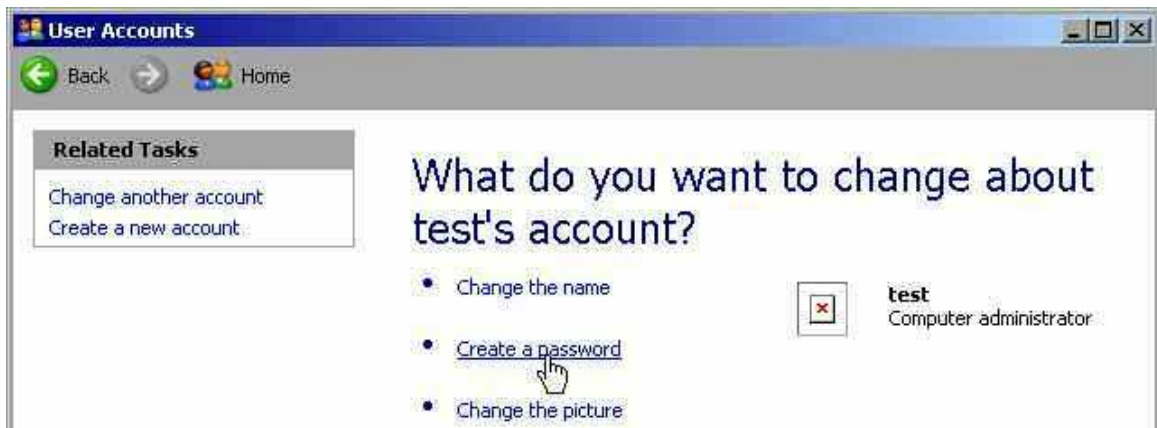 User Accounts
Back Home
Related Tasks
Change another account
Create a new account
What do you want to change about
test's account?
Change the name
Create a password
Change the picture
test
Computer administrator